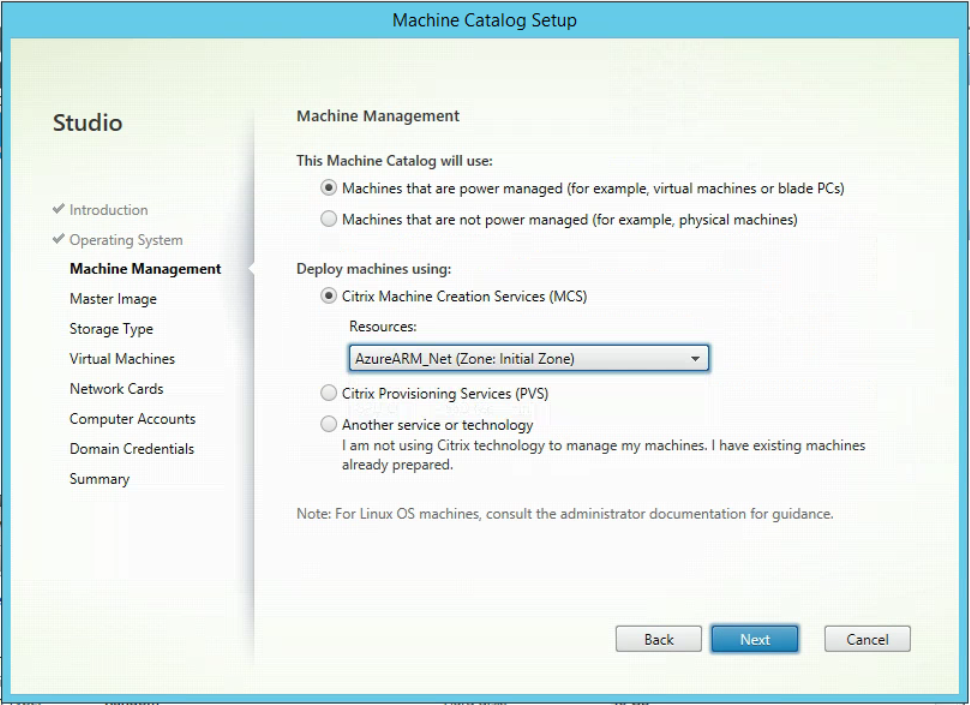 Machine Catalog Setup
Studio
Introduction
Operating System
Machine Management
Master Image
Storage Type
Virtual Machines
Network Cards
Computer Accounts
Domain Credentials
Summary
Machine Management
This Machine Catalog will use:
Machines that are power managed (for example, virtual machines or blade PCs)
Machines that are not power managed (for example, physical machines)
Deploy machines using:
Citrix Machine Creation Services (MCS)
Resources:
AzureARM_Net (Zone: Initial Zone)
Citrix Provisioning Services (PVS)
Another service or technology
I am not using Citrix technology to manage my machines. I have existing machines
already prepared.
Note: For Linux OS machines, consult the administrator documentation for guidance.
Back
Next
Cancel